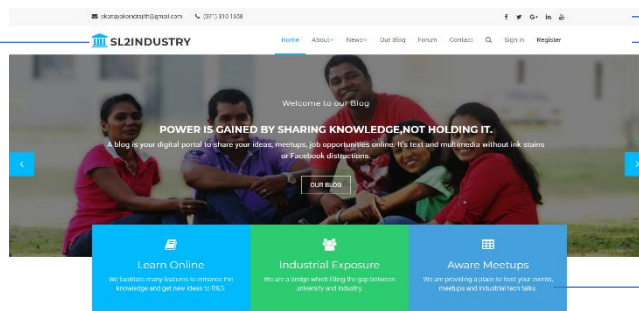 (071) 810 1658
SL2INDUSTRY
Home About News Our Blog Forum Contact Sign in Register
Welcome to our Blog
POWER IS GAINED BY SHARING KNOWLEDGE,NOT HOLDING IT.
A blog is your digital portal to share your ideas, meetups, job opportunities online. It's text and multimedia without ink stains
or Facebook distractions.
OUR BLOG
Learn Online
We facilitate many features to enhance the
knowledge and get new ideas to R&D.
Industrial Exposure
We are a bridge which filling the gap between
university and industry.
Aware Meetups
We are providing a place to host your events,
meetups and industrial tech talks.